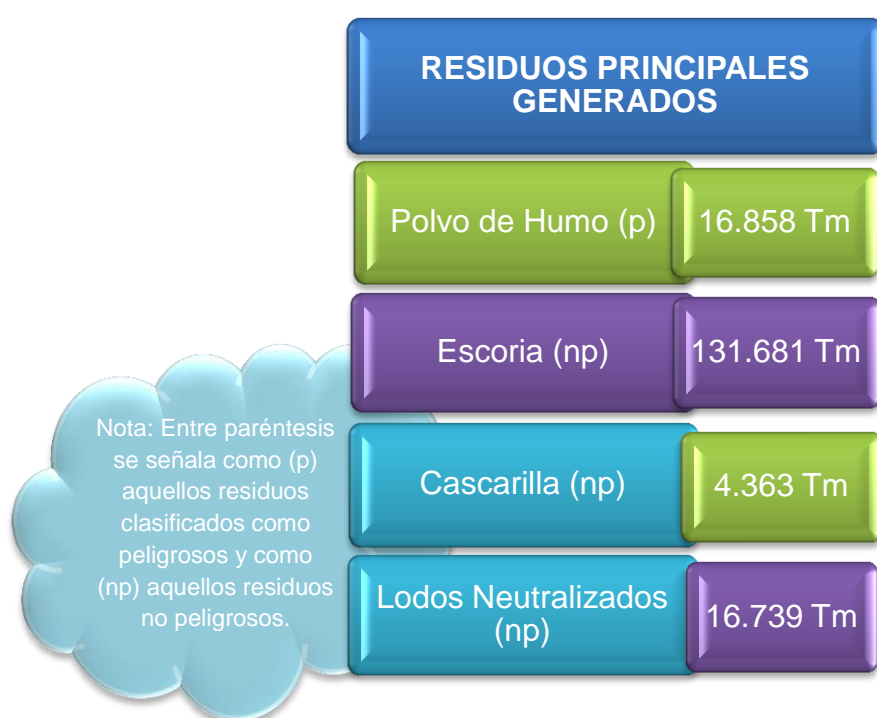 RESIDUOS PRINCIPALES
GENERADOS
Polvo de Humo (p)
16.858 Tm
Escoria (np)
131.681 Tm
Cascarilla (np)
4.363 Tm
Lodos Neutralizados
(np)
16.739 Tm
Nota: Entre paréntesis
se señala como (p)
aquellos residuos
clasificados como
peligrosos y como
(np) aquellos residuos
no peligrosos.